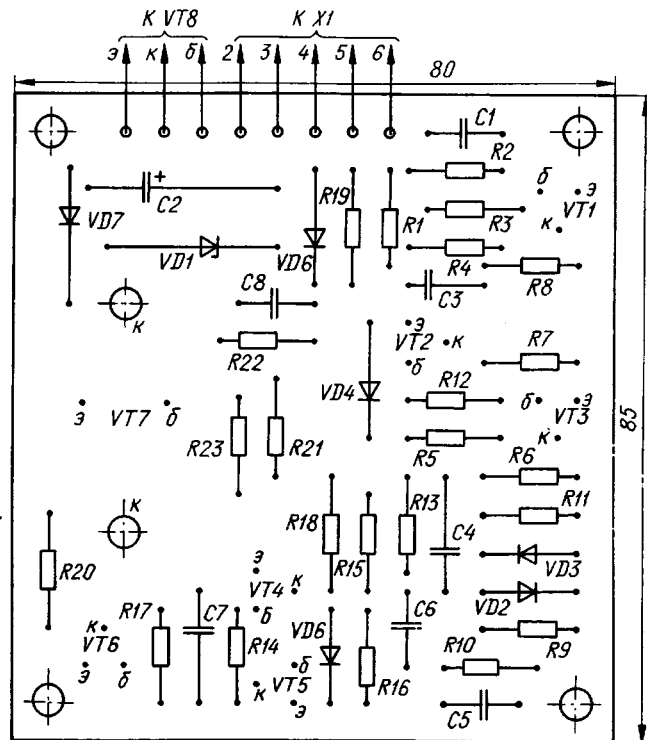 К VT8 К X1
э к б 2 3 4 5 6
80
C1
+
R2
C2 R19 б э
VD7 R1 R3 VT1
к
VD1 VD6 R4 R8
C8 C3
к э
VT2 к R7
R22 б
VD4 R12
э VT7 б б э
VT3
85
R23 R21 R5 к
R6
к R18 R13 C4 R11
R20 э R15 VD3
VT4 к
R17 C7 б C6 VD2
к R14 VD6
VT6 R10 R9
э б б
VT5 R16
к
э C5